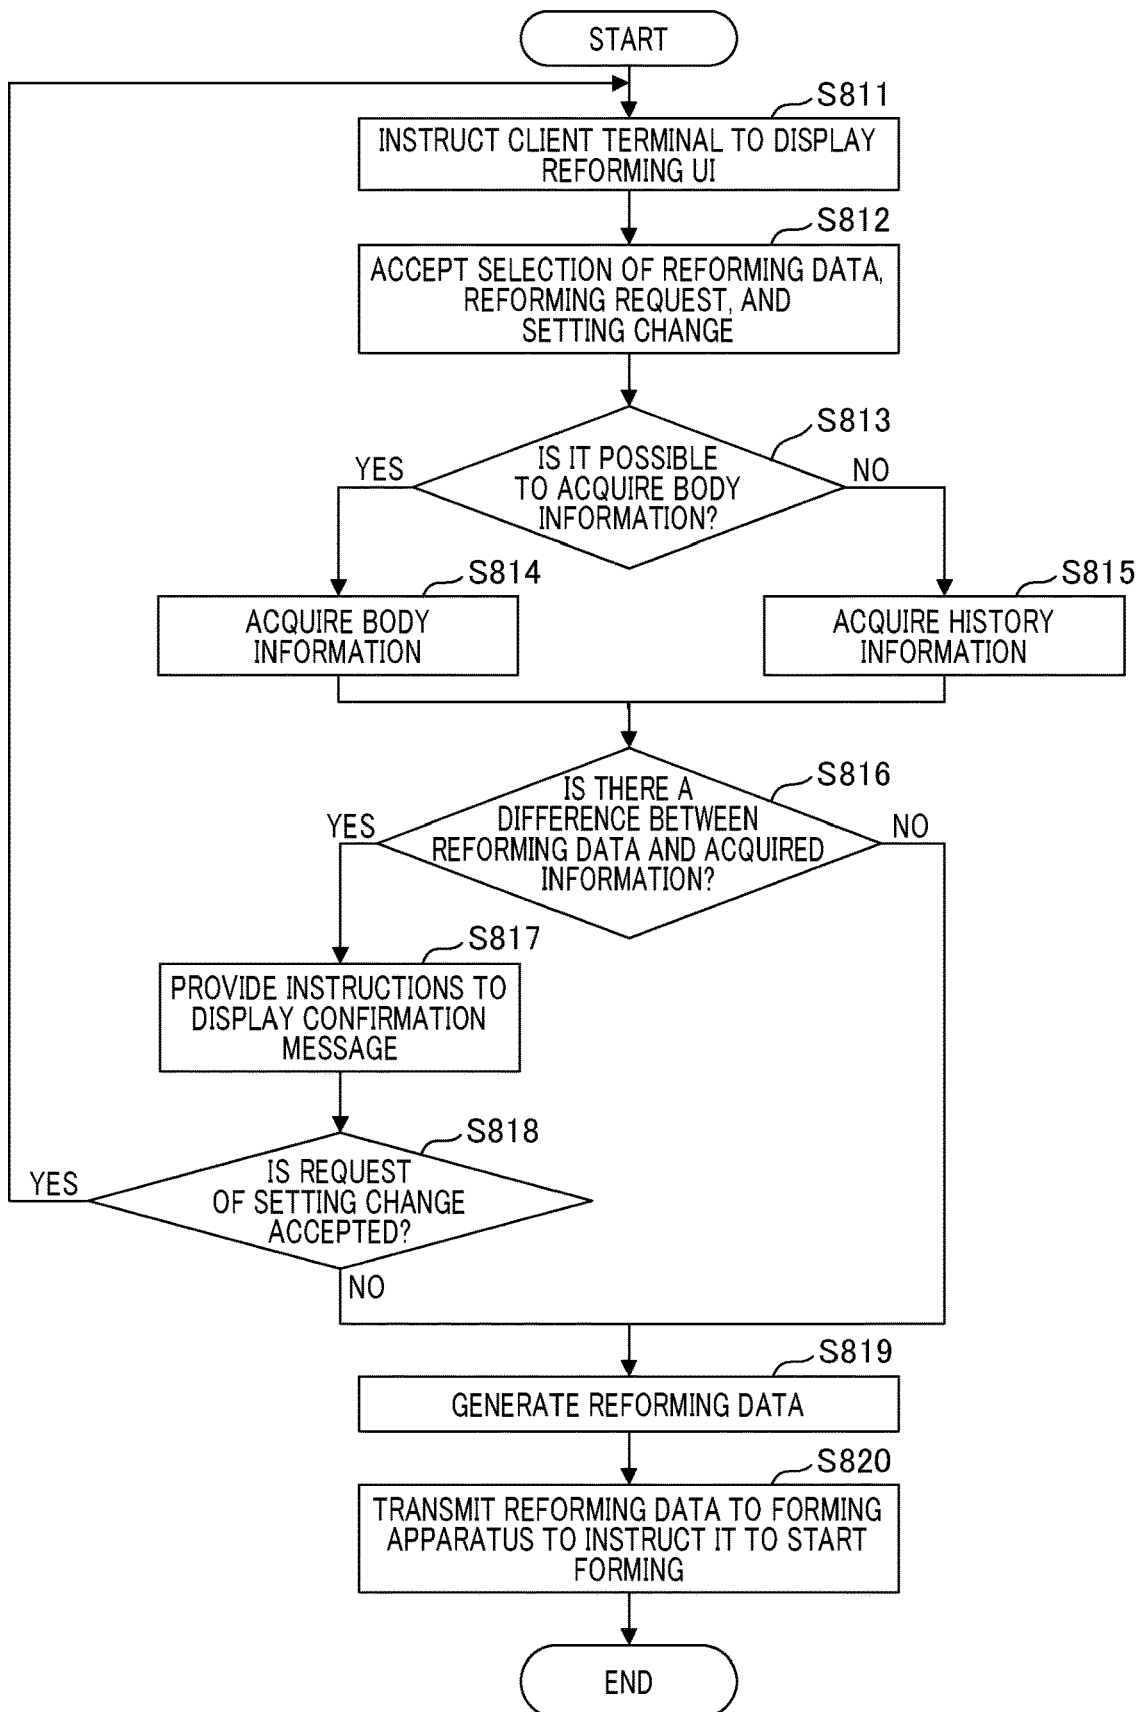 START
S811
INSTRUCT CLIENT TERMINAL TO DISPLAY
REFORMING UI
S812
ACCEPT SELECTION OF REFORMING DATA,
REFORMING REQUEST, AND
SETTING CHANGE
S813
IS IT POSSIBLE
TO ACQUIRE BODY
INFORMATION?
YES
NO
S814
ACQUIRE BODY
INFORMATION
S815
ACQUIRE HISTORY
INFORMATION
S816
IS THERE A
DIFFERENCE BETWEEN
REFORMING DATA AND ACQUIRED
INFORMATION?
YES
NO
S817
PROVIDE INSTRUCTIONS TO
DISPLAY CONFIRMATION
MESSAGE
S818
IS REQUEST
OF SETTING CHANGE
ACCEPTED?
YES
NO
S819
GENERATE REFORMING DATA
S820
TRANSMIT REFORMING DATA TO FORMING
APPARATUS TO INSTRUCT IT TO START
FORMING
END